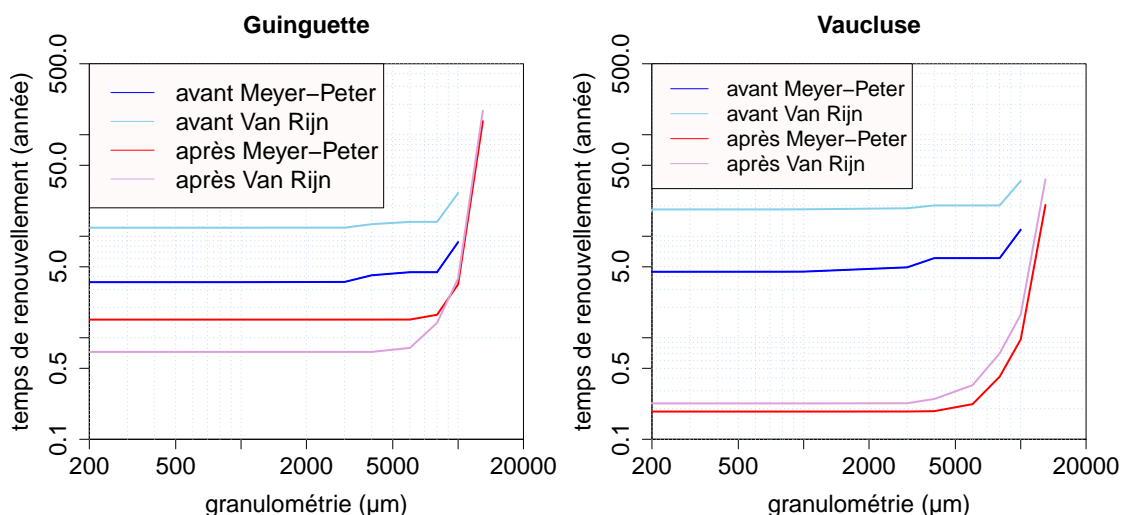 Guinguette
temps de renouvellement (année)
500.0
50.0
5.0
0.5
0.1
avant Meyer−Peter
avant Van Rijn
après Meyer−Peter
après Van Rijn
200
500
2000
5000
20000
granulométrie (µm)
Vaucluse
temps de renouvellement (année)
500.0
50.0
5.0
0.5
0.1
avant Meyer−Peter
avant Van Rijn
après Meyer−Peter
après Van Rijn
200
500
2000
5000
20000
granulométrie (µm)